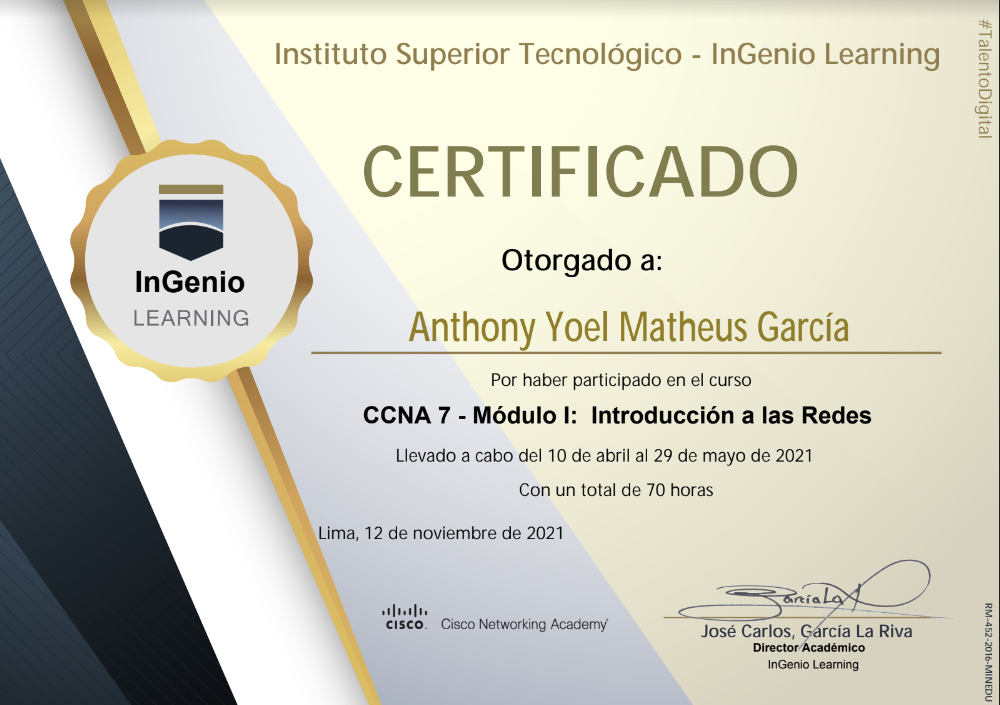 Instituto Superior Tecnológico - InGenio Learning
#TalentoDigital
CERTIFICADO
InGenio
LEARNING
Otorgado a:
Anthony Yoel Matheus García
Por haber participado en el curso
CCNA 7 - Módulo I: Introducción a las Redes
Llevado a cabo del 10 de abril al 29 de mayo de 2021
Con un total de 70 horas
Lima, 12 de noviembre de 2021
CISCO. Cisco Networking Academy
GarcíaLa
José Carlos, García La Riva
Director Académico
InGenio Learning
RM-452-2016-MINEDU